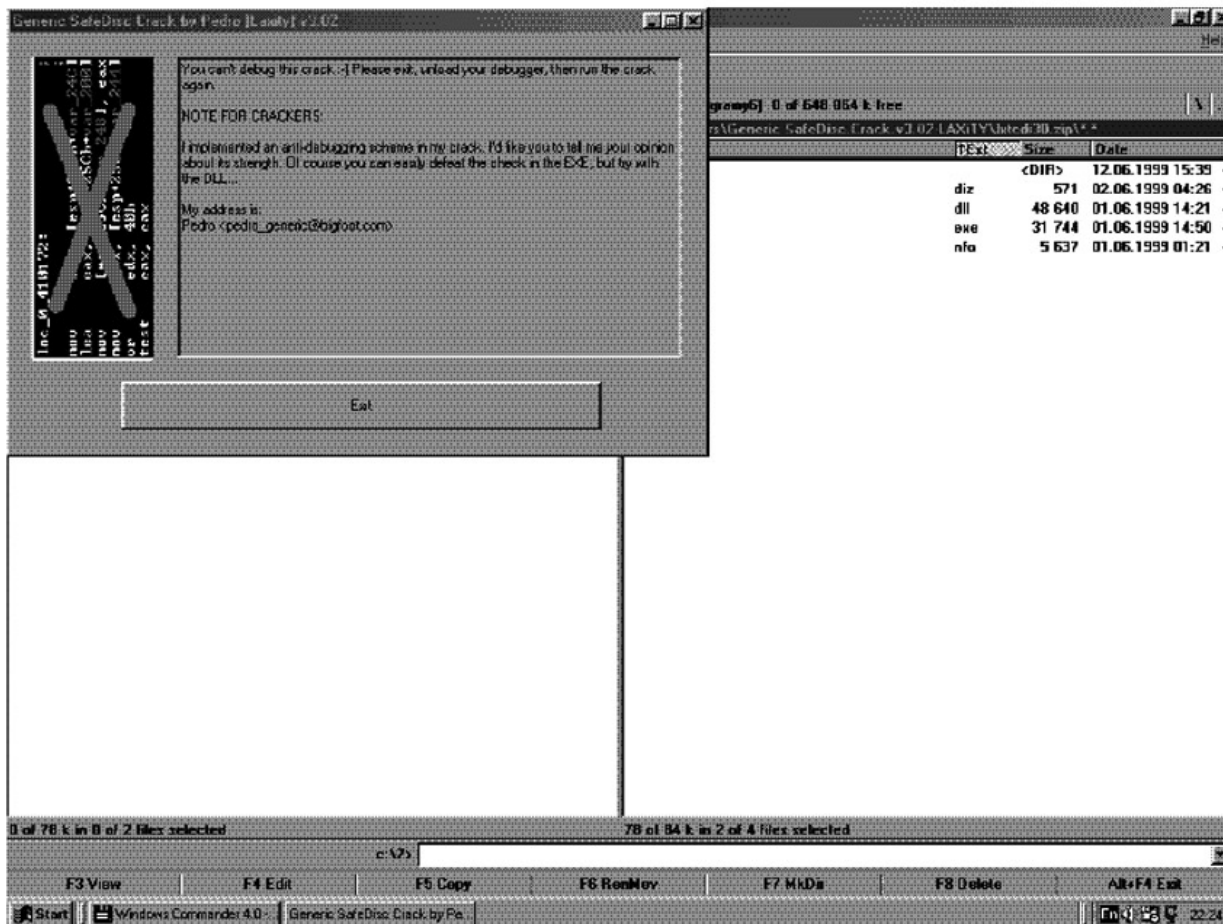 Generic SafeDisc Crack by Pedro [Laxity] v3.02
You can't debug this crack :-] Please exit, unload your debugger, then run the crack
again.
NOTE FOR CRACKERS:
I implemented an anti-debugging scheme in my crack. I'd like you to tell me your opinion
about its strength. Of course you can easily defeat the check in the EXE, but try with
the DLL...
My address is:
Pedro <pedro_generic@bigfoot.com>
Exit
Help
0 of 648 064 k free
\Generic SafeDisc Crack v3.02-LAXiTY\
Ext Size Date
<DIR> 12.06.1999 15:39
diz 571 02.06.1999 04:26
dll 48 640 01.06.1999 14:21
exe 31 744 01.06.1999 14:50
nfo 5 637 01.06.1999 01:21
0 of 78 k in 0 of 2 files selected
78 of 84 k in 2 of 4 files selected
c:\7>
F3 View F4 Edit F5 Copy F6 RenMov F7 MkDir F8 Delete Alt+F4 Exit
Start Windows Commander 4.0 - ... Generic SafeDisc Crack by Pe... En